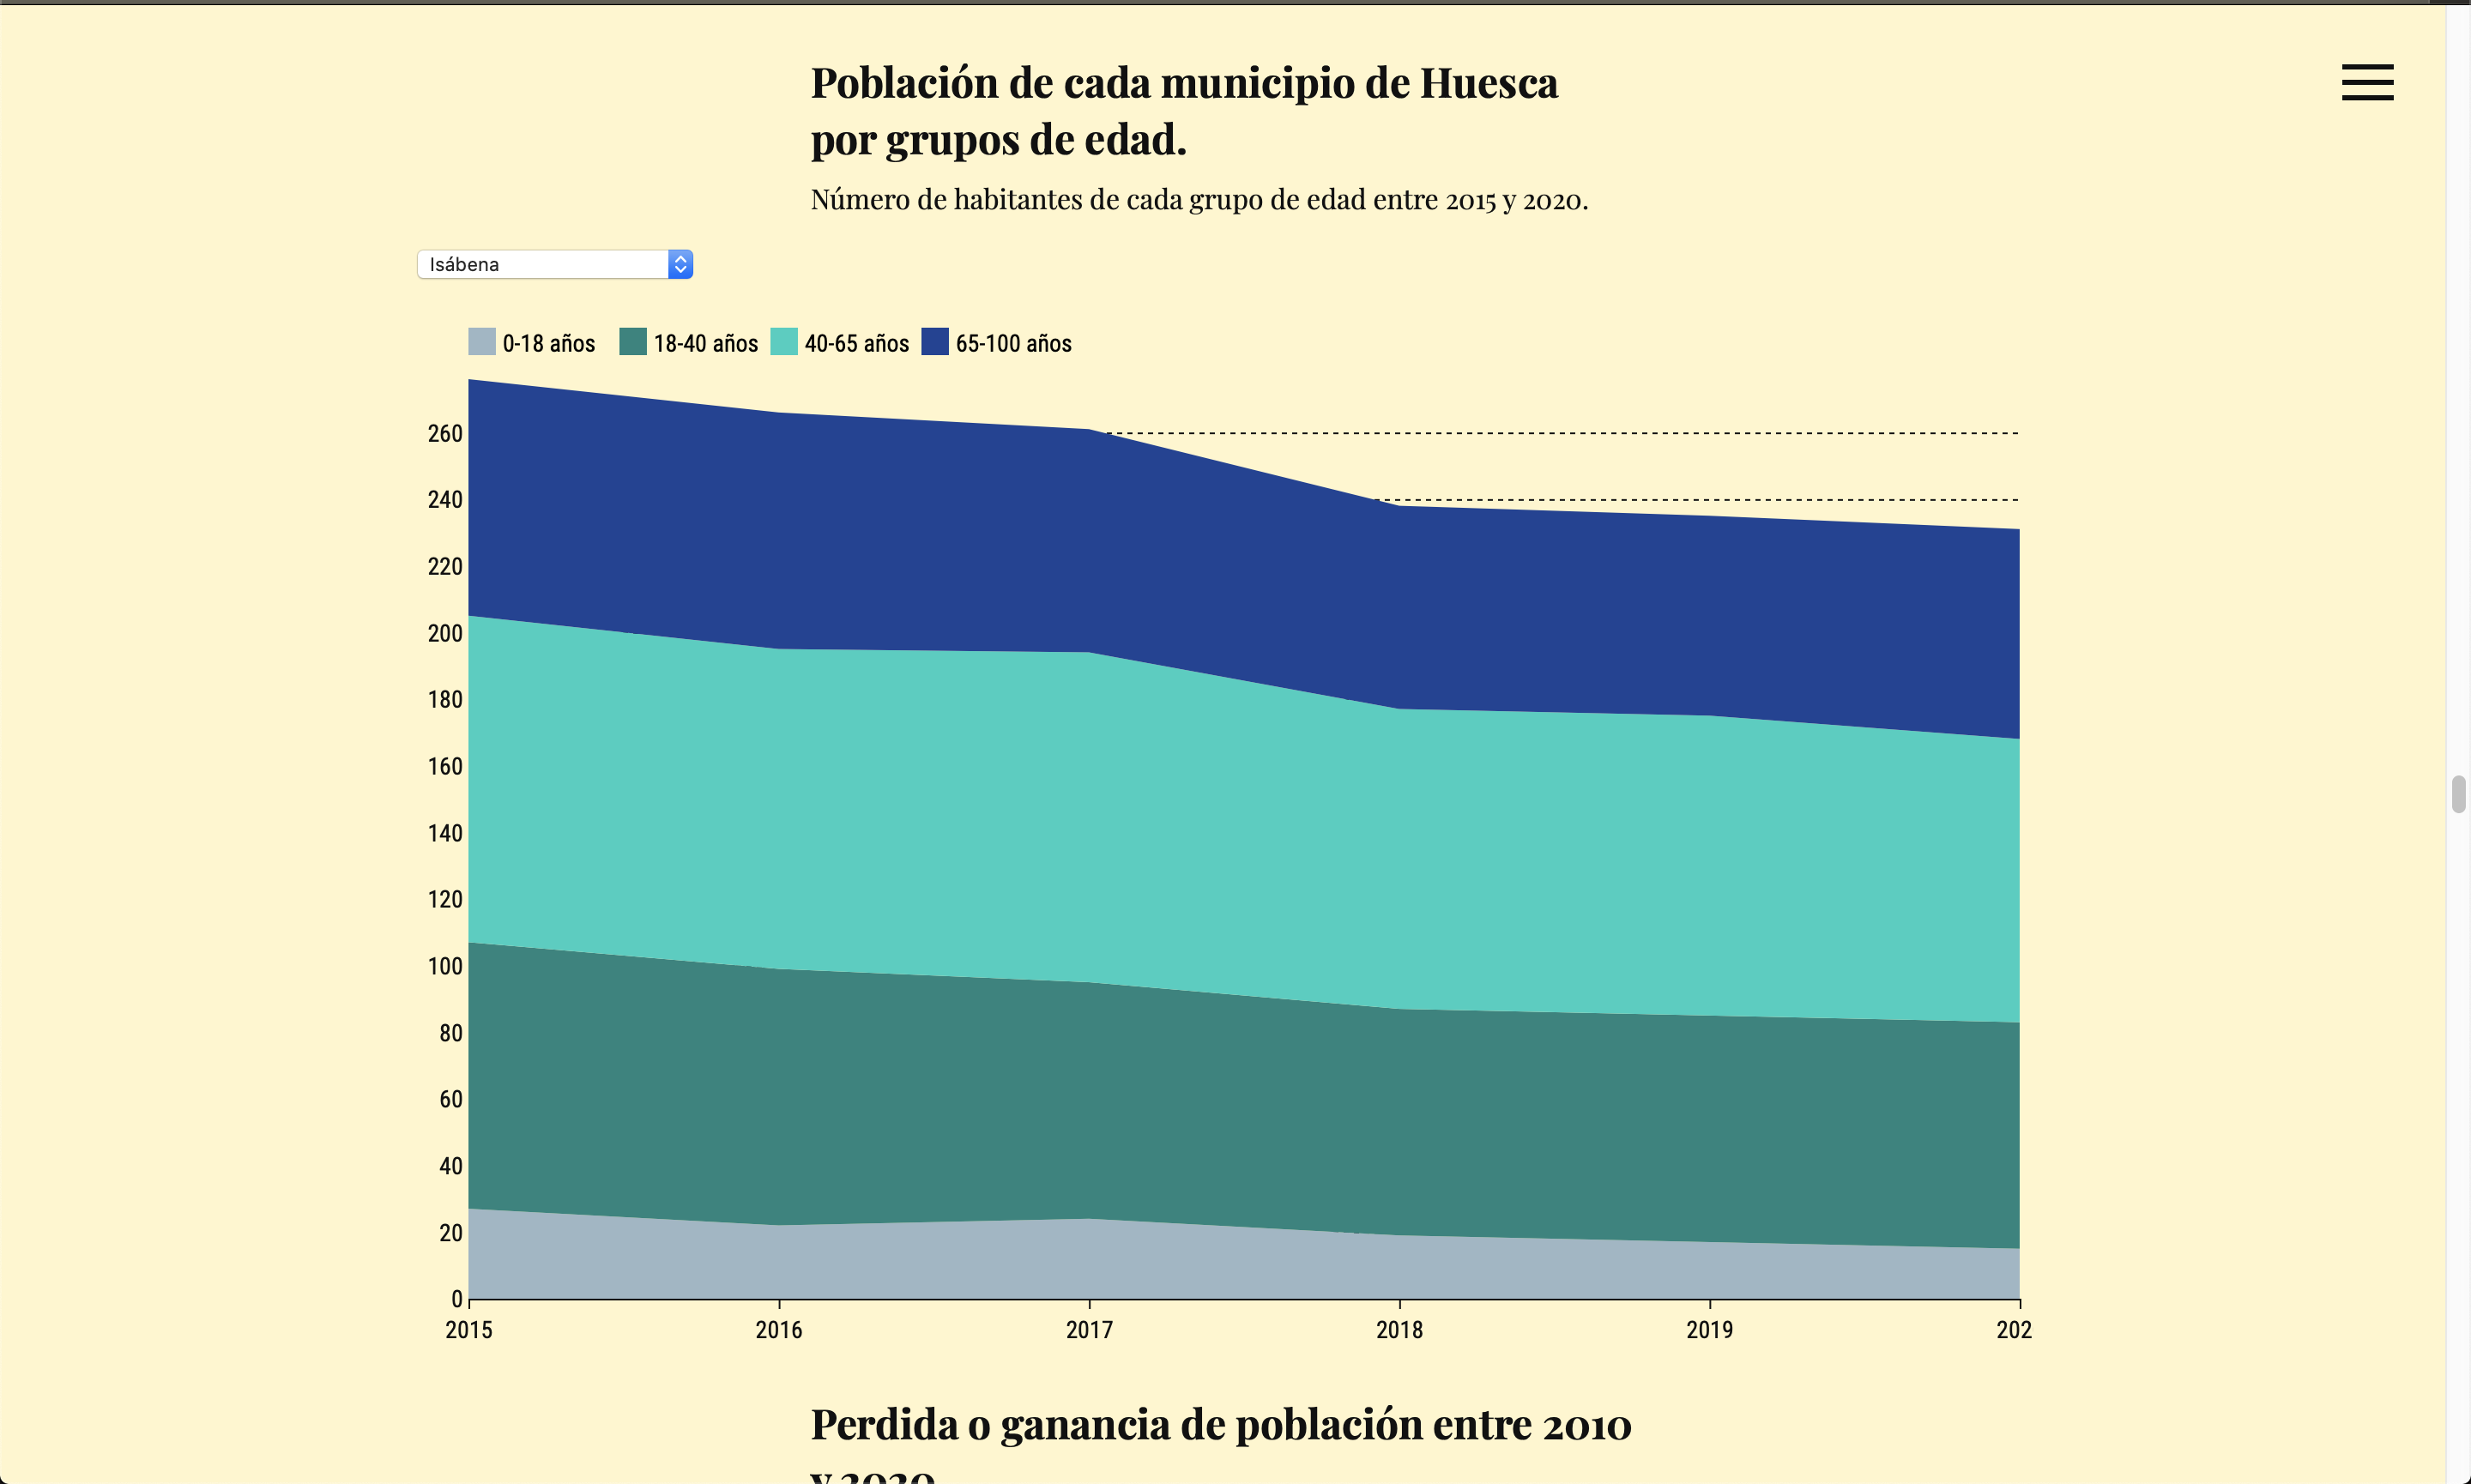 Población de cada municipio de Huesca
por grupos de edad.
Número de habitantes de cada grupo de edad entre 2015 y 2020.
Isábena
0-18 años 18-40 años 40-65 años 65-100 años
260
240
220
200
180
160
140
120
100
80
60
40
20
0
2015 2016 2017 2018 2019 202
Perdida o ganancia de población entre 2010
y 2020